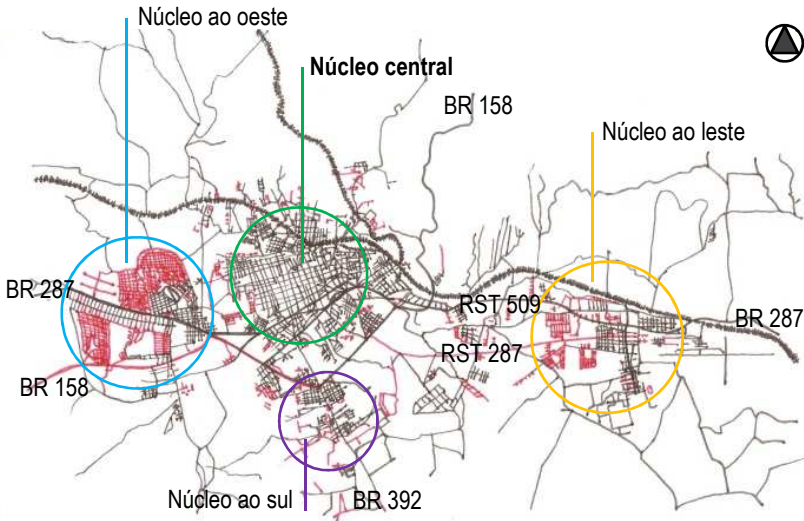 Núcleo ao oeste
Núcleo central
BR 158
Núcleo ao leste
BR 287
RST 509
BR 287
RST 287
BR 158
Núcleo ao sul
BR 392